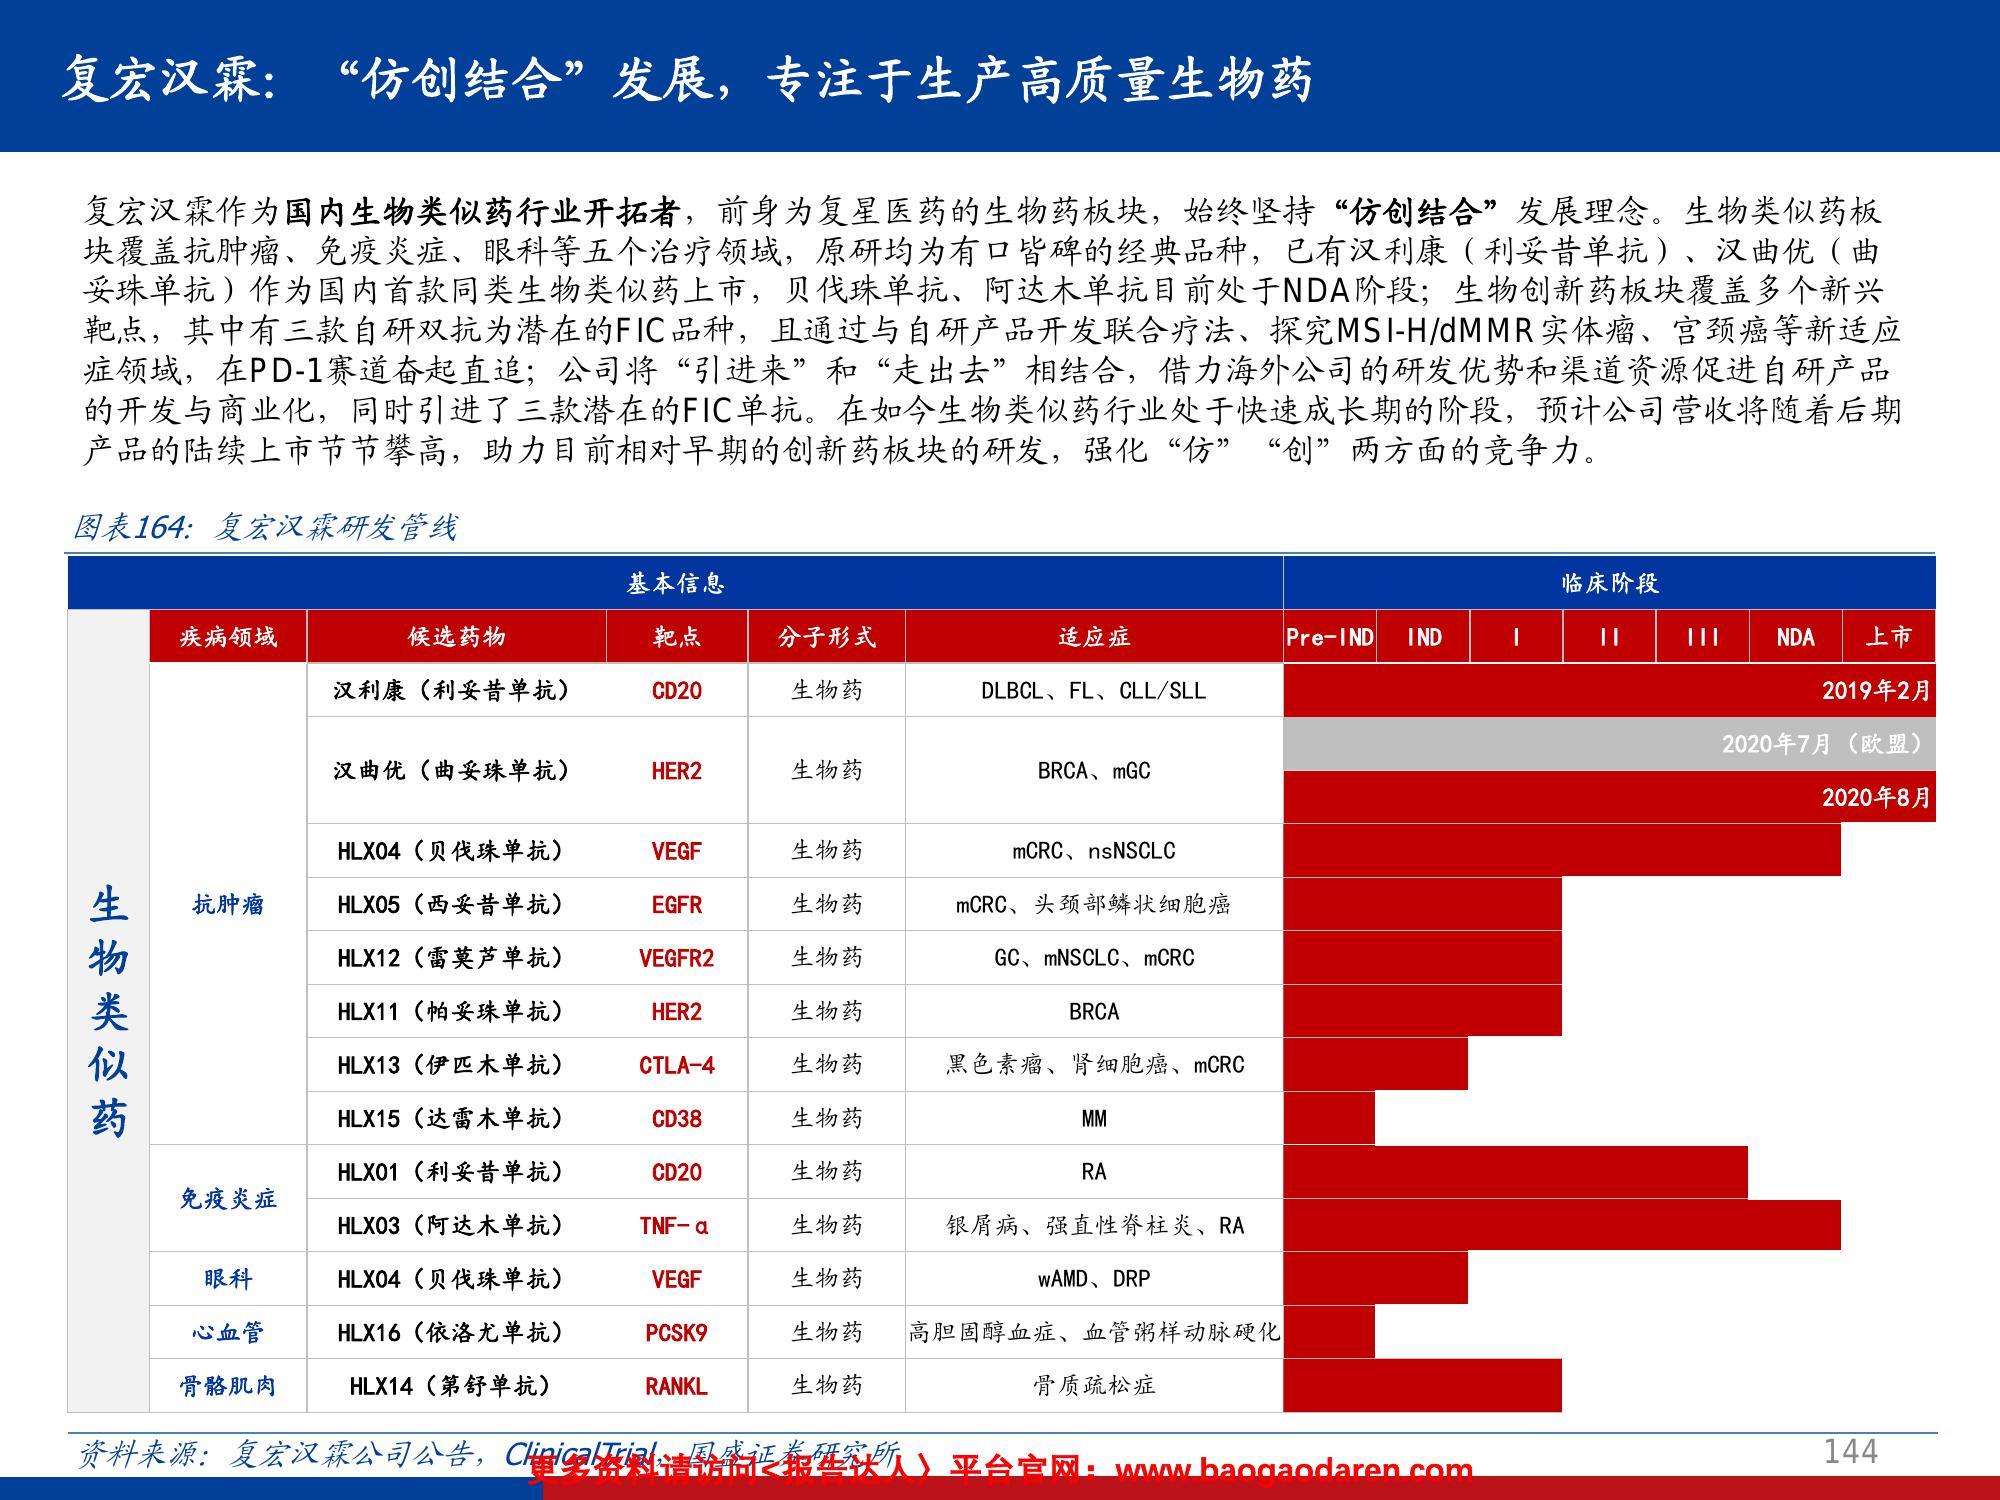 复宏汉霖：“仿创结合”发展，专注于生产高质量生物药
复宏汉霖作为国内生物类似药行业开拓者，前身为复星医药的生物药板块，始终坚持“仿创结合”发展理念。生物类似药板
块覆盖抗肿瘤、免疫炎症、眼科等五个治疗领域，原研均为有口皆碑的经典品种，已有汉利康（利妥昔单抗）、汉曲优（曲
妥珠单抗）作为国内首款同类生物类似药上市，贝伐珠单抗、阿达木单抗目前处于NDA阶段；生物创新药板块覆盖多个新兴
靶点，其中有三款自研双抗为潜在的FIC品种，且通过与自研产品开发联合疗法、探究MSI-H/dMMR实体瘤、宫颈癌等新适应
症领域，在PD-1赛道奋起直追；公司将“引进来”和“走出去”相结合，借力海外公司的研发优势和渠道资源促进自研产品
的开发与商业化，同时引进了三款潜在的FIC单抗。在如今生物类似药行业处于快速成长期的阶段，预计公司营收将随着后期
产品的陆续上市节节攀高，助力目前相对早期的创新药板块的研发，强化“仿”“创”两方面的竞争力。
图表164：复宏汉霖研发管线
基本信息 临床阶段
疾病领域 候选药物 靶点 分子形式 适应症 Pre-IND IND I II III NDA 上市
生物类似药
抗肿瘤
汉利康（利妥昔单抗） CD20 生物药 DLBCL、FL、CLL/SLL 2019年2月
汉曲优（曲妥珠单抗） HER2 生物药 BRCA、mGC 2020年7月（欧盟）
2020年8月
HLX04（贝伐珠单抗） VEGF 生物药 mCRC、nsNSCLC
HLX05（西妥昔单抗） EGFR 生物药 mCRC、头颈部鳞状细胞癌
HLX12（雷莫芦单抗） VEGFR2 生物药 GC、mNSCLC、mCRC
HLX11（帕妥珠单抗） HER2 生物药 BRCA
HLX13（伊匹木单抗） CTLA-4 生物药 黑色素瘤、肾细胞癌、mCRC
HLX15（达雷木单抗） CD38 生物药 MM
免疫炎症
HLX01（利妥昔单抗） CD20 生物药 RA
HLX03（阿达木单抗） TNF-α 生物药 银屑病、强直性脊柱炎、RA
眼科 HLX04（贝伐珠单抗） VEGF 生物药 wAMD、DRP
心血管 HLX16（依洛尤单抗） PCSK9 生物药 高胆固醇血症、血管粥样动脉硬化
骨骼肌肉 HLX14（第舒单抗） RANKL 生物药 骨质疏松症
资料来源：复宏汉霖公司公告，ClinicalTrial，国盛证券研究所
更多资料请访问<报告达人〉平台官网：www.baogaodaren.com
144